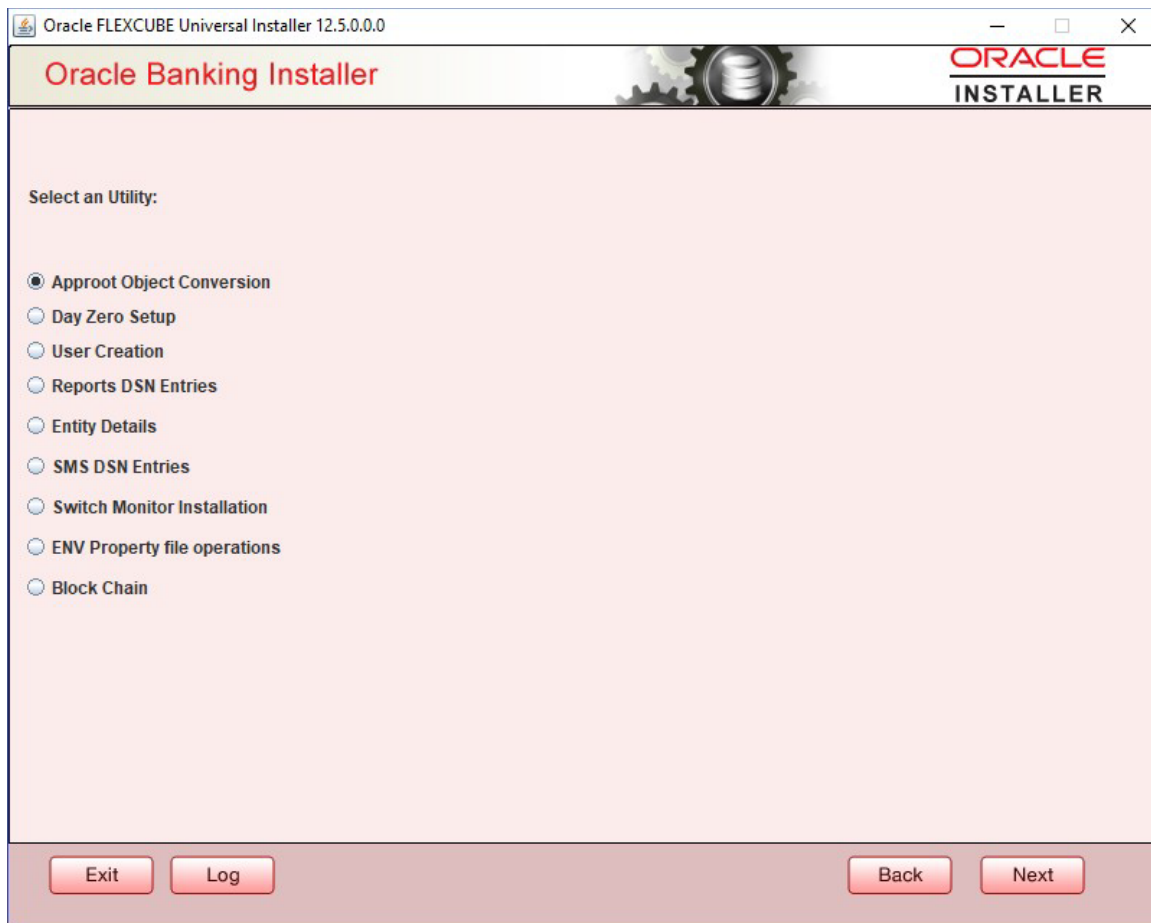 Oracle FLEXCUBE Universal Installer 12.5.0.0.0
Oracle Banking Installer
ORACLE
INSTALLER
Select an Utility:
Approot Object Conversion
Day Zero Setup
User Creation
Reports DSN Entries
Entity Details
SMS DSN Entries
Switch Monitor Installation
ENV Property file operations
Block Chain
Exit Log Back Next